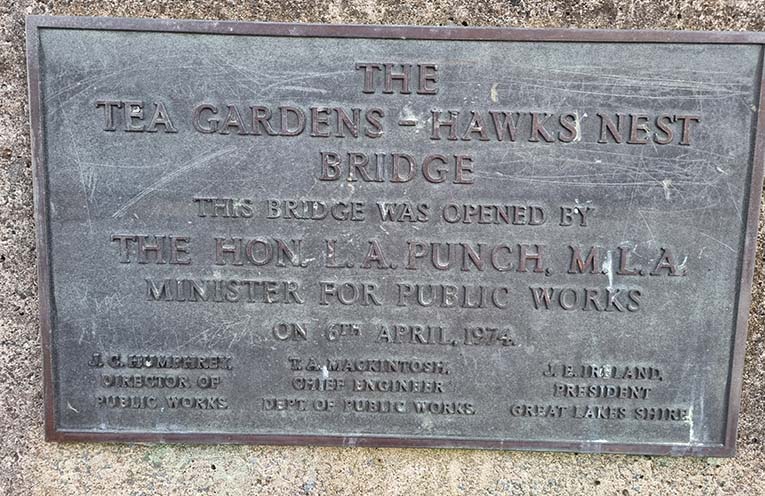 THE
TEA GARDENS - HAWKS NEST
BRIDGE
THIS BRIDGE WAS OPENED BY
THE HON. L. A. PUNCH, M. L. A.
MINISTER FOR PUBLIC WORKS
ON 6TH APRIL, 1974.
J. C. HUMPHREY,
DIRECTOR OF
PUBLIC WORKS.
T. A. MACKINTOSH,
CHIEF ENGINEER
DEPT. OF PUBLIC WORKS.
J. E. IRELAND,
PRESIDENT
GREAT LAKES SHIRE